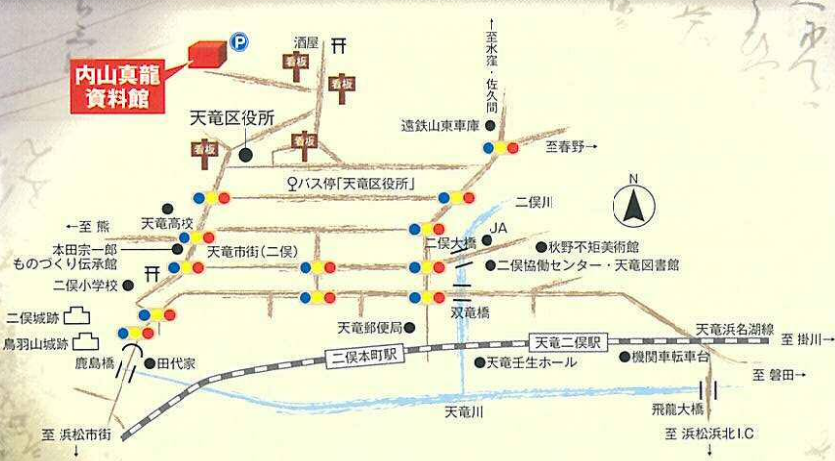 酒屋
看板
看板
看板
看板
P
内山真龍
資料館
天竜区役所
バス停「天竜区役所」
←至水窪・佐久間
遠鉄山東車庫
至春野→
N
二俣川
天竜高校
←至 熊
本田宗一郎
ものづくり伝承館
天竜市街(二俣)
二俣大橋
JA
秋野不矩美術館
二俣協働センター・天竜図書館
二俣小学校
双竜橋
二俣城跡
鳥羽山城跡
鹿島橋
田代家
天竜郵便局
二俣本町駅
天竜二俣駅
天竜浜名湖線
至 掛川→
天竜壬生ホール
機関車転車台
至 磐田→
天竜川
飛龍大橋
至 浜松市街
↓
至 浜松浜北I.C
↓